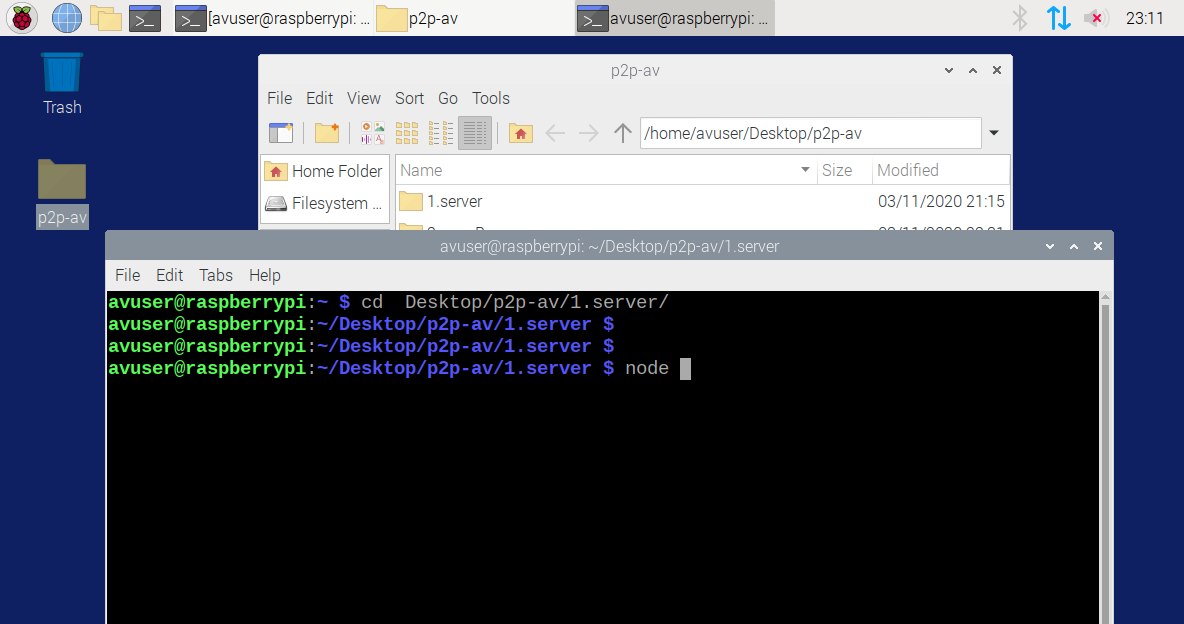 [avuser@raspberrypi: ... p2p-av avuser@raspberrypi: ... 23:11
Trash
p2p-av
p2p-av
File Edit View Sort Go Tools
/home/avuser/Desktop/p2p-av
Home Folder
Filesystem ...
Name Size Modified
1.server 03/11/2020 21:15
avuser@raspberrypi: ~/Desktop/p2p-av/1.server
File Edit Tabs Help
avuser@raspberrypi:~ $ cd  Desktop/p2p-av/1.server/
avuser@raspberrypi:~/Desktop/p2p-av/1.server $
avuser@raspberrypi:~/Desktop/p2p-av/1.server $
avuser@raspberrypi:~/Desktop/p2p-av/1.server $ node